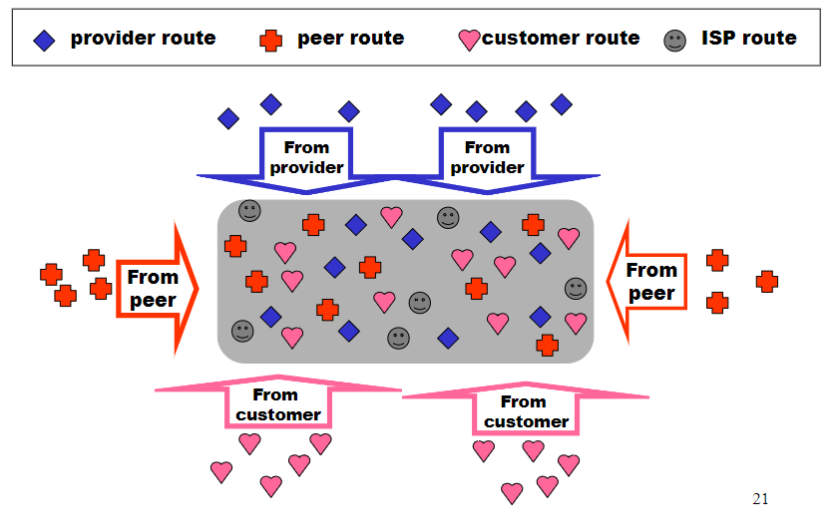 provider route peer route customer route ISP route
From
provider
From
provider
From
peer
From
peer
From
customer
From
customer
21